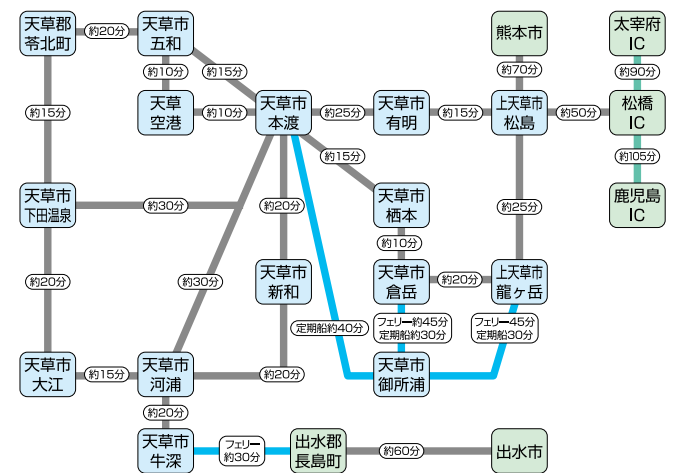 天草郡
苓北町
約20分
天草市
五和
熊本市
太宰府
IC
約10分
約15分
約70分
約90分
約15分
天草
空港
約10分
天草市
本渡
約25分
天草市
有明
約15分
上天草市
松島
約50分
松橋
IC
約15分
約105分
天草市
下田温泉
約30分
約20分
天草市
栖本
約25分
鹿児島
IC
約10分
約20分
約30分
天草市
新和
天草市
倉岳
約20分
上天草市
龍ヶ岳
定期船約40分
フェリー約45分
定期船約30分
フェリー45分
定期船30分
天草市
大江
約15分
天草市
河浦
約20分
天草市
御所浦
約20分
天草市
牛深
フェリー
約30分
出水郡
長島町
約60分
出水市